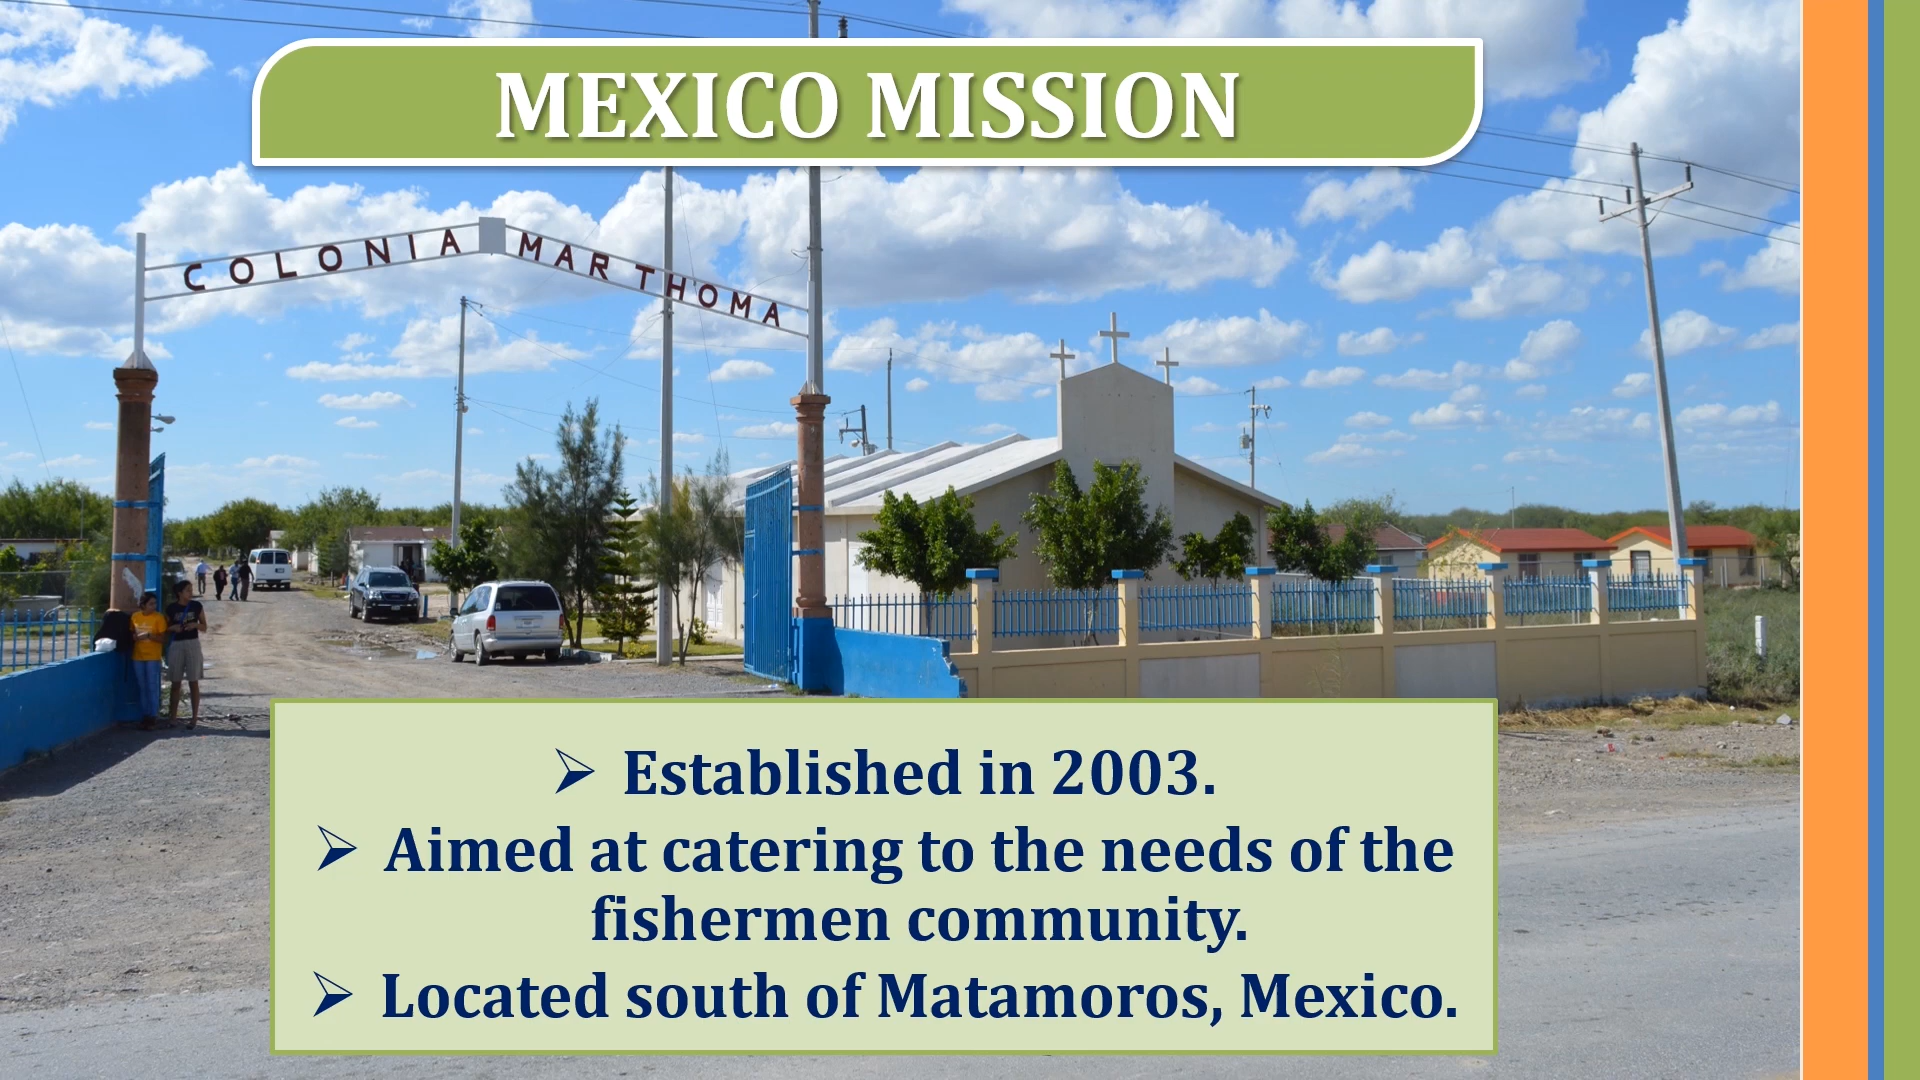 MEXICO MISSION
COLONIA MAR THOMA
➢ Established in 2003.
➢ Aimed at catering to the needs of the
fishermen community.
➢ Located south of Matamoros, Mexico.